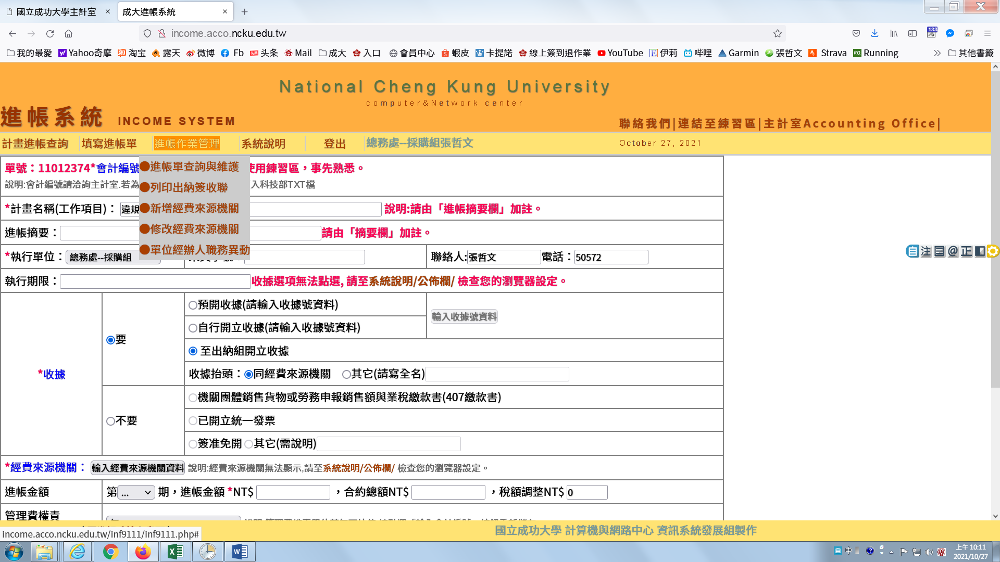 國立成功大學主計室
成大進帳系統
income.acco.ncku.edu.tw
133
我的最愛 Yahoo奇摩 淘宝 露天 微博 Fb 头条 Mail 成大 入口 會員中心 蝦皮 卡提諾 線上簽到退作業 YouTube 伊莉 哔哩 Garmin 張哲文 Strava Running 其他書籤
National Cheng Kung University
computer&Network center
進帳系統 INCOME SYSTEM
聯絡我們|連結至練習區|主計室Accounting Office|
計畫進帳查詢 填寫進帳單 進帳作業管理 系統說明 登出 總務處--採購組張哲文 October 27, 2021
單號：11012374*會計編號 使用練習區，事先熟悉。
●進帳單查詢與維護
說明:會計編號請洽詢主計室.若為 入科技部TXT檔
●列印出納簽收聯
*計畫名稱(工作項目)： 違規 說明:請由「進帳摘要欄」加註。
●新增經費來源機關
進帳摘要： 請由「摘要欄」加註。
●修改經費來源機關
*執行單位： 總務處--採購組 聯絡人:張哲文 電話：50572
●單位經辦人職務異動
執行期限： 收據選項無法點選, 請至系統說明/公佈欄/ 檢查您的瀏覽器設定。
*收據
要
預開收據(請輸入收據號資料)
自行開立收據(請輸入收據號資料)
輸入收據號資料
至出納組開立收據
收據抬頭：同經費來源機關 其它(請寫全名)
不要
機關團體銷售貨物或勞務申報銷售額與業稅繳款書(407繳款書)
已開立統一發票
簽准免開 其它(需說明)
*經費來源機關： 輸入經費來源機關資料 說明:經費來源機關無法顯示,請至系統說明/公佈欄/ 檢查您的瀏覽器設定。
進帳金額 第 ... 期，進帳金額 *NT$ ，合約總額NT$ ，稅額調整NT$ 0
管理費權責
國立成功大學 計算機與網路中心 資訊系統發展組製作
income.acco.ncku.edu.tw/inf9111/inf9111.php#
自 注 @ 正
自 中
上午 10:11
2021/10/27